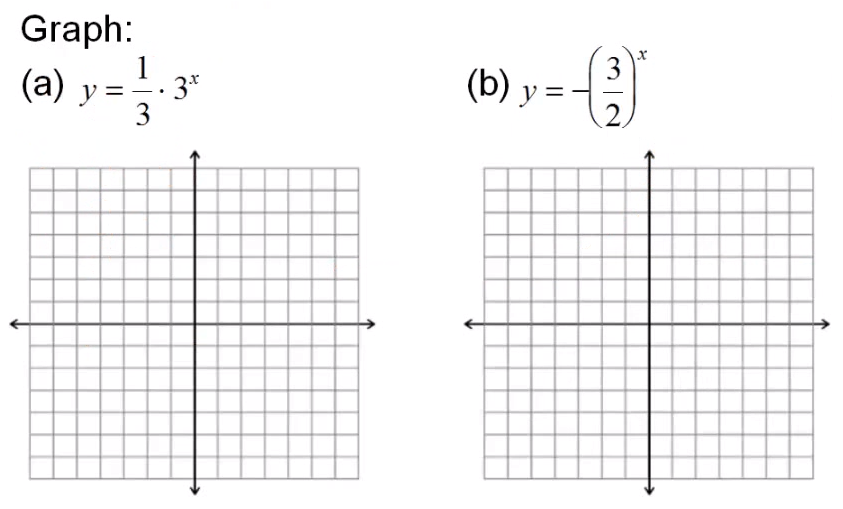 Graph:
(a) y = 1/3 · 3^x
(b) y = -(3/2)^x